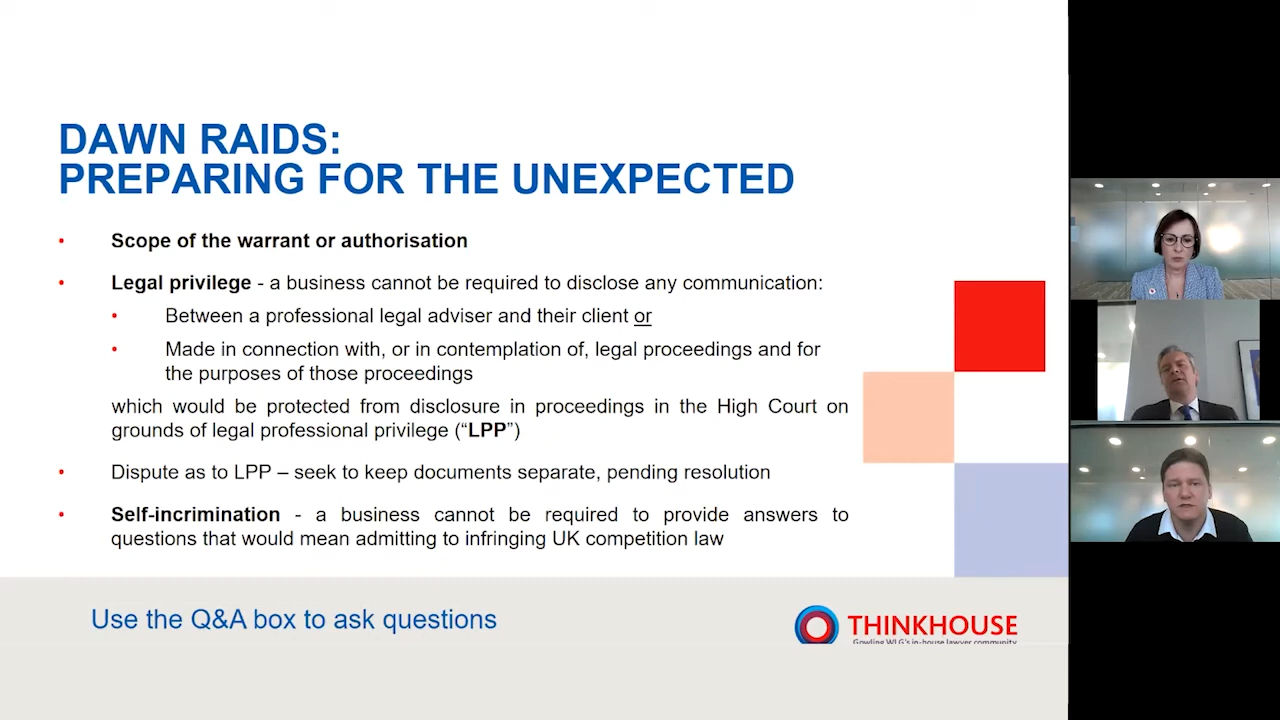 DAWN RAIDS:
PREPARING FOR THE UNEXPECTED
• Scope of the warrant or authorisation
• Legal privilege - a business cannot be required to disclose any communication:
• Between a professional legal adviser and their client or
• Made in connection with, or in contemplation of, legal proceedings and for
the purposes of those proceedings
which would be protected from disclosure in proceedings in the High Court on
grounds of legal professional privilege (“LPP”)
• Dispute as to LPP – seek to keep documents separate, pending resolution
• Self-incrimination - a business cannot be required to provide answers to
questions that would mean admitting to infringing UK competition law
Use the Q&A box to ask questions
THINKHOUSE
Gowling WLG's in-house lawyer community